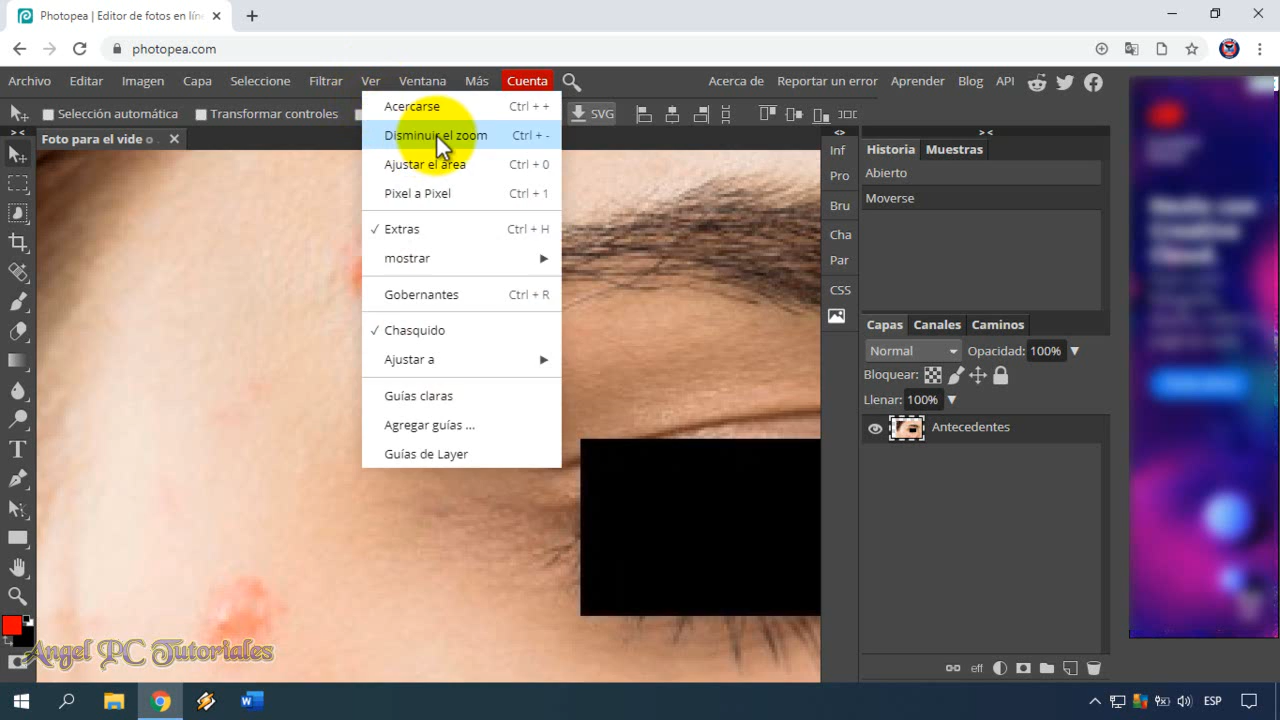 Photopea | Editor de fotos en líne
photopea.com
Archivo Editar Imagen Capa Seleccione Filtrar Ver Ventana Más Cuenta Acerca de Reportar un error Aprender Blog API
Selección automática Transformar controles SVG
Foto para el vide o
Acercarse Ctrl + +
Disminuir el zoom Ctrl + -
Ajustar el área Ctrl + 0
Pixel a Pixel Ctrl + 1
Extras Ctrl + H
mostrar
Gobernantes Ctrl + R
Chasquido
Ajustar a
Guías claras
Agregar guías ...
Guías de Layer
Inf
Pro
Bru
Cha
Par
CSS
Historia Muestras
Abierto
Moverse
Capas Canales Caminos
Normal Opacidad: 100%
Bloquear:
Llenar: 100%
Antecedentes
eff
Angel PC Tutoriales
ESP